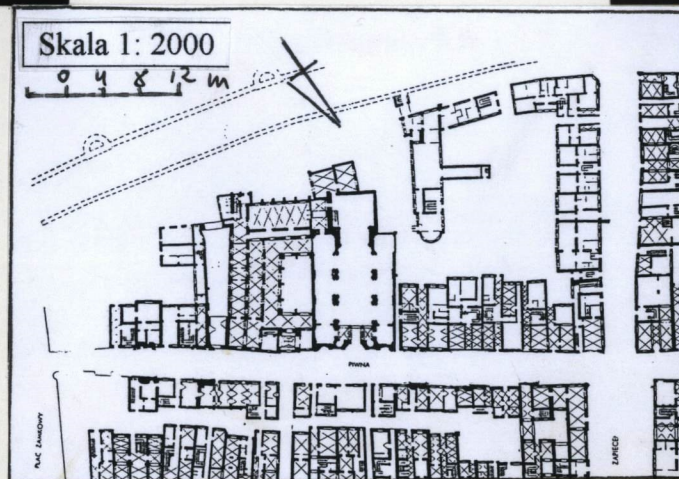 Skala 1: 2000
0 4 8 12 m
PIWNA
PLAC ZAMKOWY
ZAPIECEK